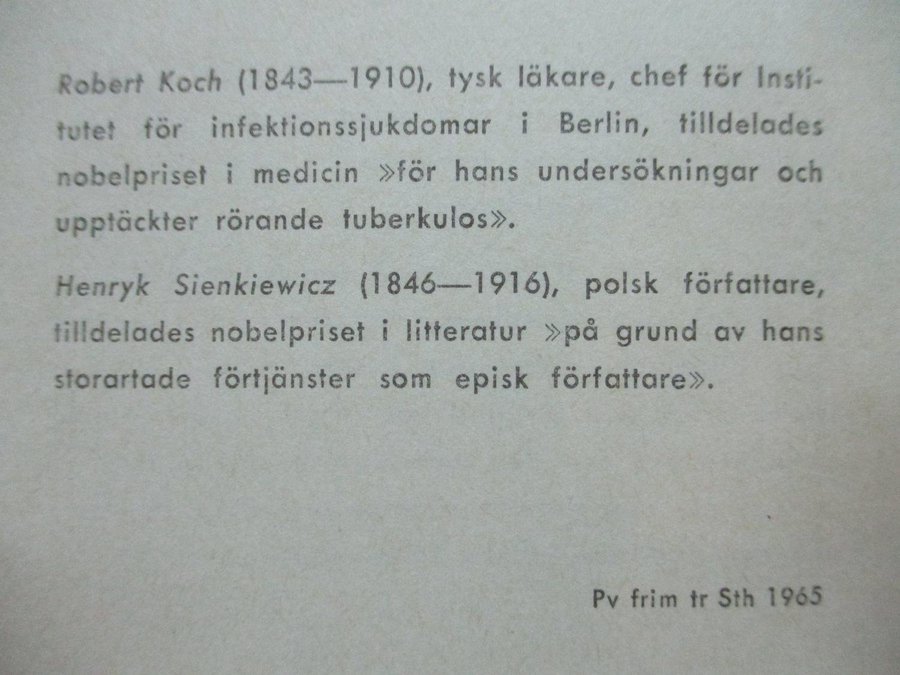 Robert Koch (1843—1910), tysk läkare, chef för Insti-
tutet för infektionssjukdomar i Berlin, tilldelades
nobelpriset i medicin »för hans undersökningar och
upptäckter rörande tuberkulos».
Henryk Sienkiewicz (1846—1916), polsk författare,
tilldelades nobelpriset i litteratur »på grund av hans
storartade förtjänster som episk författare».
Pv frim tr Sth 1965